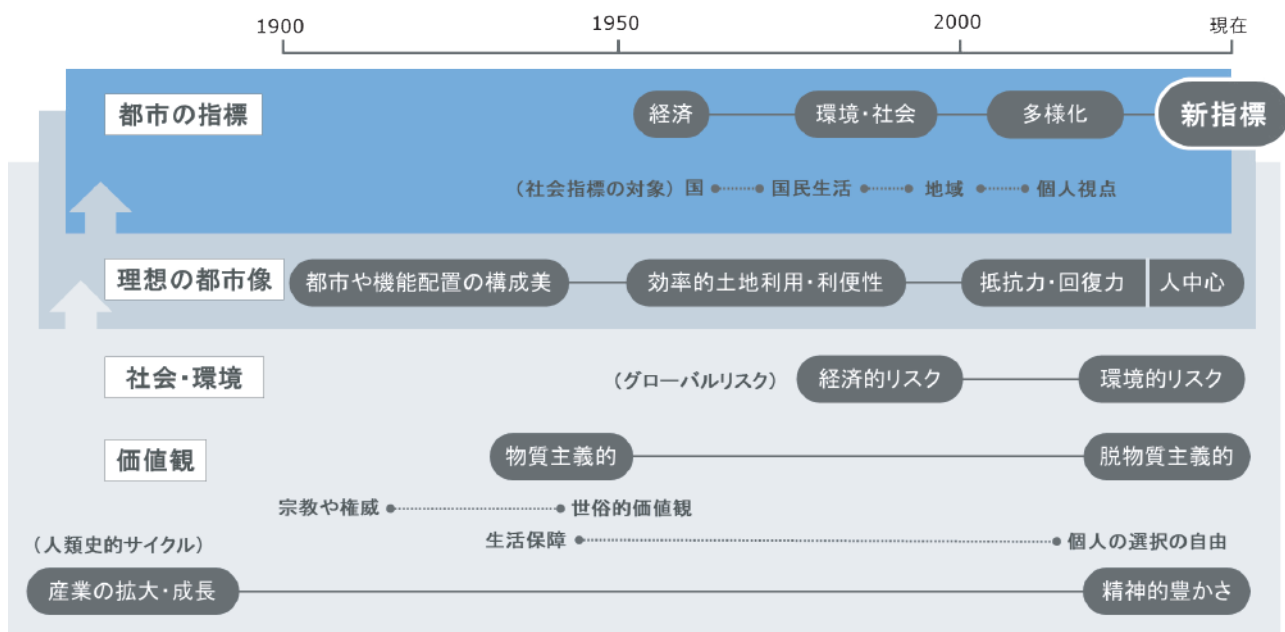 1900 1950 2000 現在
都市の指標 経済 環境・社会 多様化 新指標
(社会指標の対象) 国 国民生活 地域 個人視点
理想の都市像 都市や機能配置の構成美 効率的土地利用・利便性 抵抗力・回復力 人中心
社会・環境 (グローバルリスク) 経済的リスク 環境的リスク
価値観 物質主義的 脱物質主義的
宗教や権威 世俗的価値観
生活保障 個人の選択の自由
(人類史的サイクル)
産業の拡大・成長 精神的豊かさ